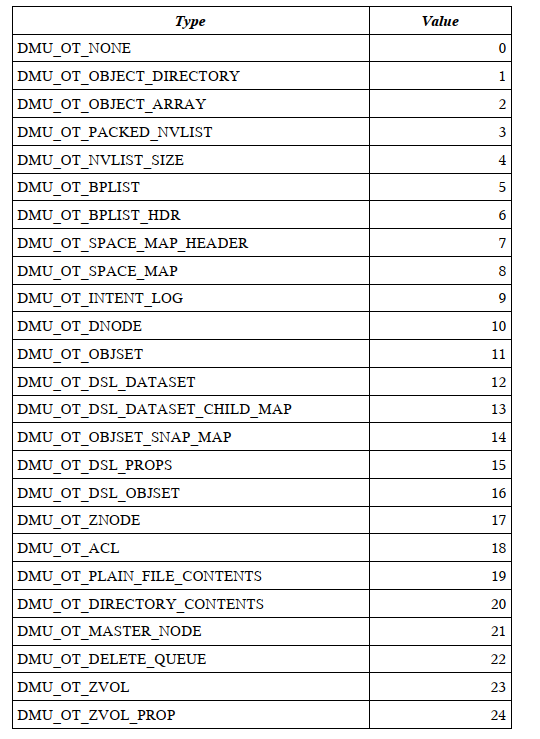 Type Value
DMU_OT_NONE 0
DMU_OT_OBJECT_DIRECTORY 1
DMU_OT_OBJECT_ARRAY 2
DMU_OT_PACKED_NVLIST 3
DMU_OT_NVLIST_SIZE 4
DMU_OT_BPLIST 5
DMU_OT_BPLIST_HDR 6
DMU_OT_SPACE_MAP_HEADER 7
DMU_OT_SPACE_MAP 8
DMU_OT_INTENT_LOG 9
DMU_OT_DNODE 10
DMU_OT_OBJSET 11
DMU_OT_DSL_DATASET 12
DMU_OT_DSL_DATASET_CHILD_MAP 13
DMU_OT_OBJSET_SNAP_MAP 14
DMU_OT_DSL_PROPS 15
DMU_OT_DSL_OBJSET 16
DMU_OT_ZNODE 17
DMU_OT_ACL 18
DMU_OT_PLAIN_FILE_CONTENTS 19
DMU_OT_DIRECTORY_CONTENTS 20
DMU_OT_MASTER_NODE 21
DMU_OT_DELETE_QUEUE 22
DMU_OT_ZVOL 23
DMU_OT_ZVOL_PROP 24